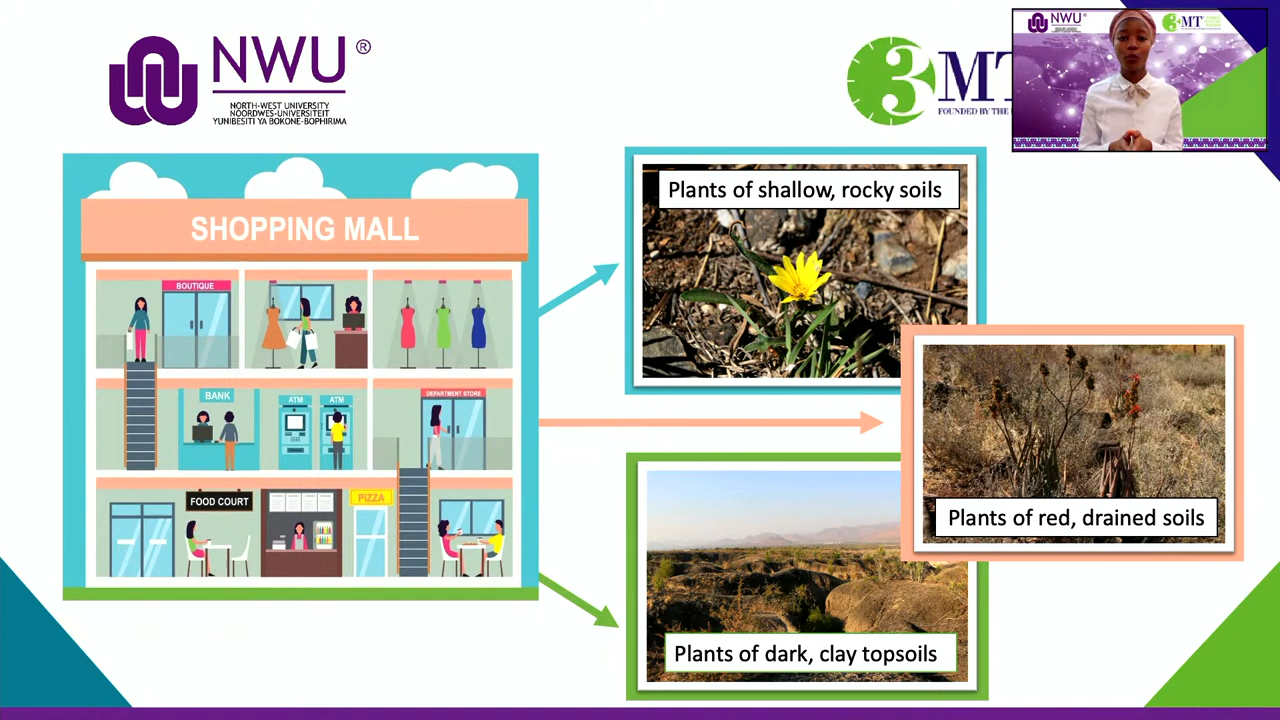 NWU®
NORTH-WEST UNIVERSITY
NOORDWES-UNIVERSITEIT
YUNIBESITI YA BOKONE-BOPHIRIMA
3MT
FOUNDED BY THE
NWU
3MT
SHOPPING MALL
BOUTIQUE
BANK
ATM
ATM
DEPARTMENT STORE
FOOD COURT
PIZZA
Plants of shallow, rocky soils
Plants of red, drained soils
Plants of dark, clay topsoils